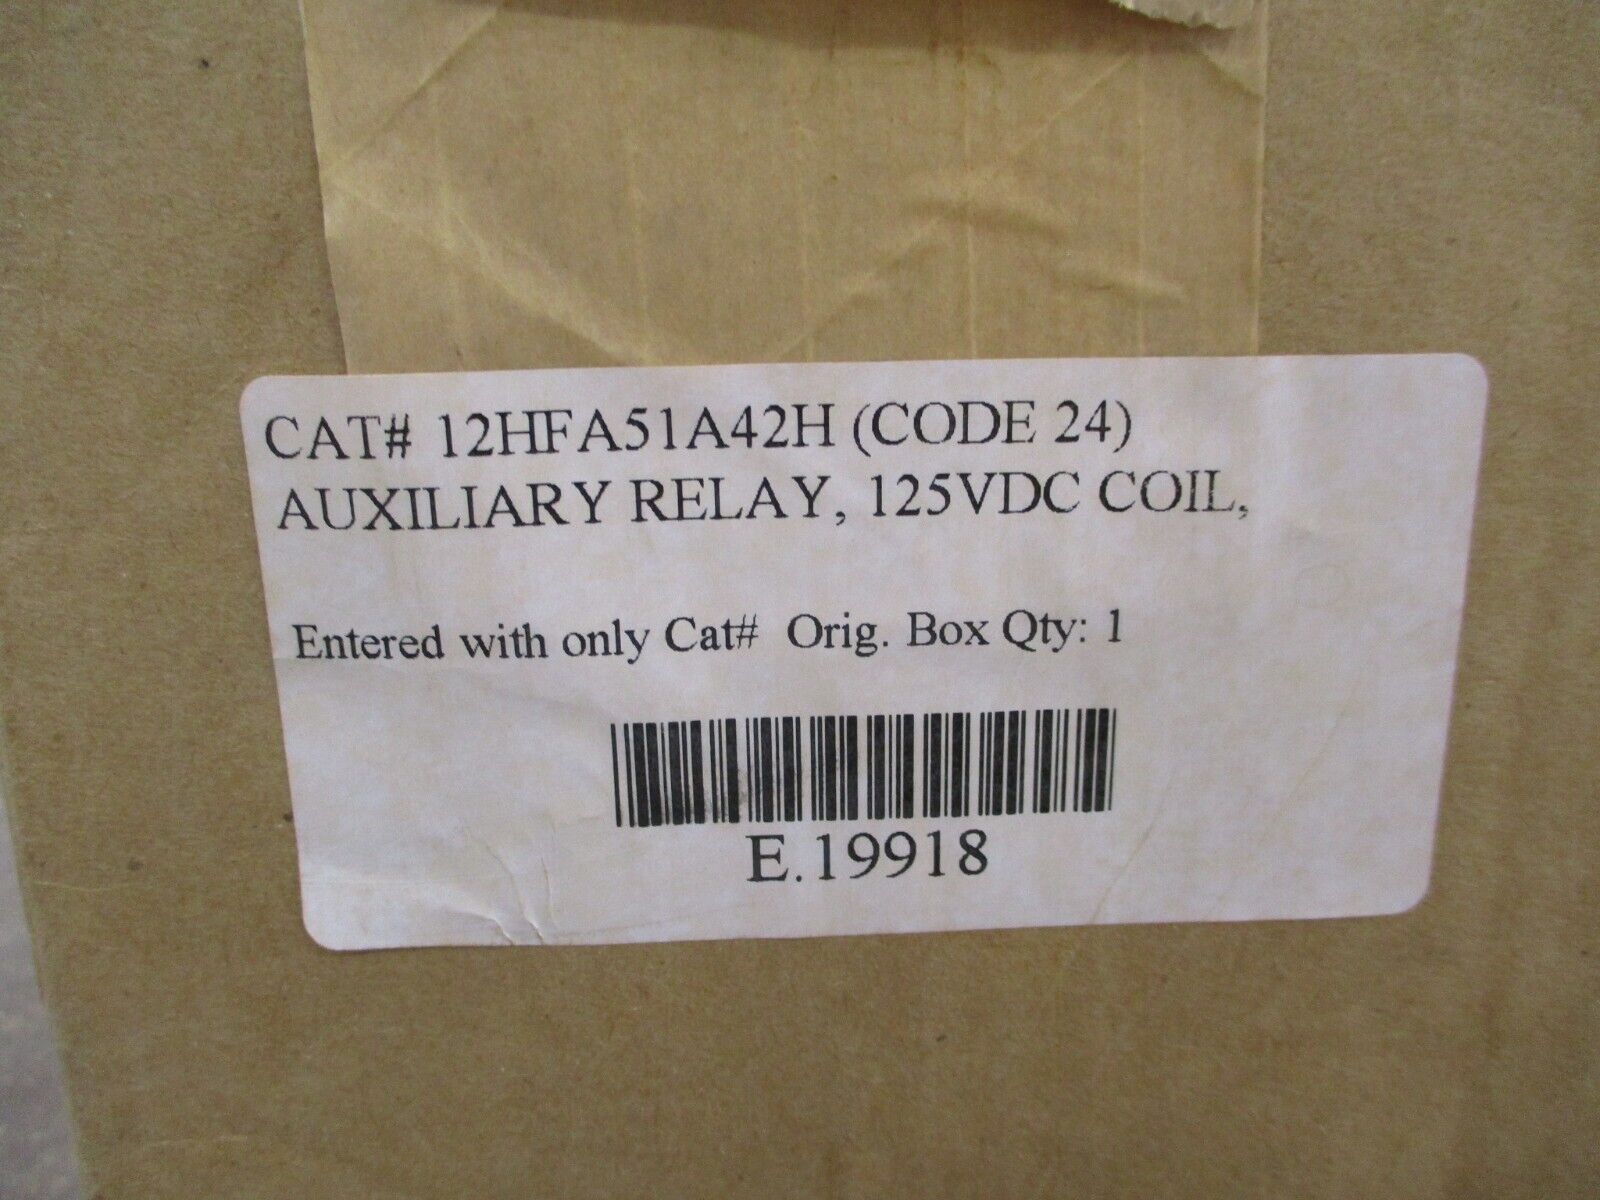 CAT# 12HFA51A42H (CODE 24)
AUXILIARY RELAY, 125VDC COIL,
Entered with only Cat# Orig. Box Qty: 1
E.19918